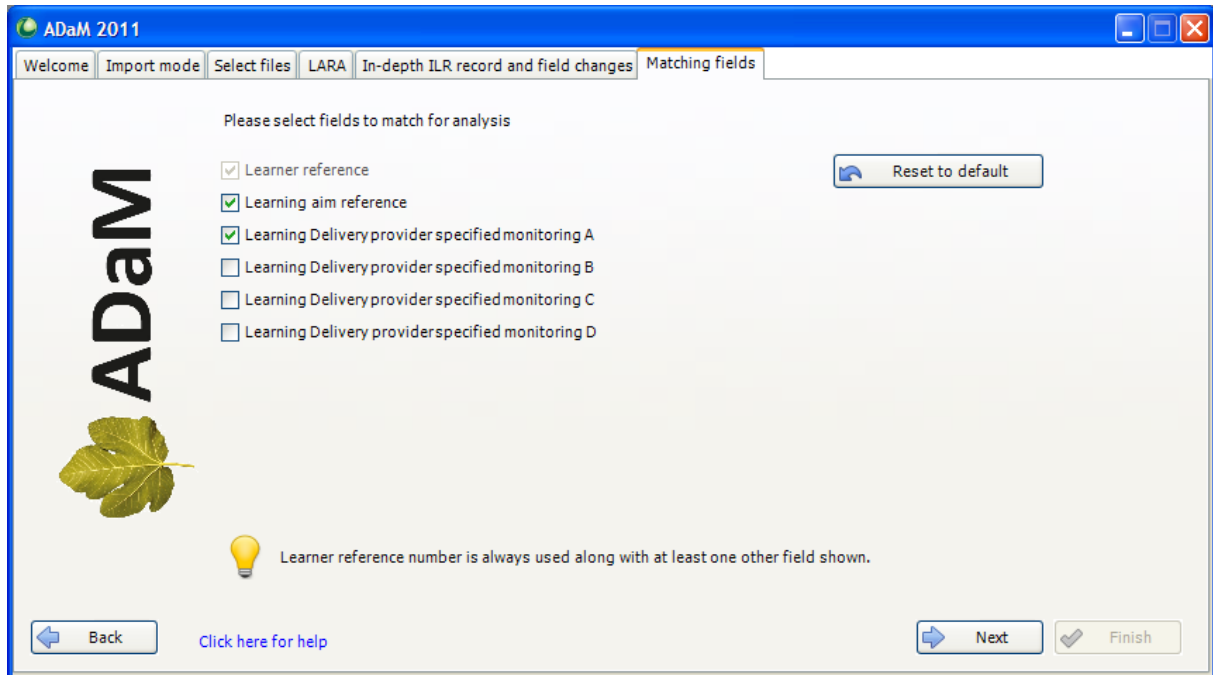 ADaM 2011
Welcome Import mode Select files LARA In-depth ILR record and field changes Matching fields
Please select fields to match for analysis
Learner reference
Reset to default
Learning aim reference
Learning Delivery provider specified monitoring A
Learning Delivery provider specified monitoring B
Learning Delivery provider specified monitoring C
Learning Delivery provider specified monitoring D
ADaM
Learner reference number is always used along with at least one other field shown.
Back
Click here for help
Next
Finish